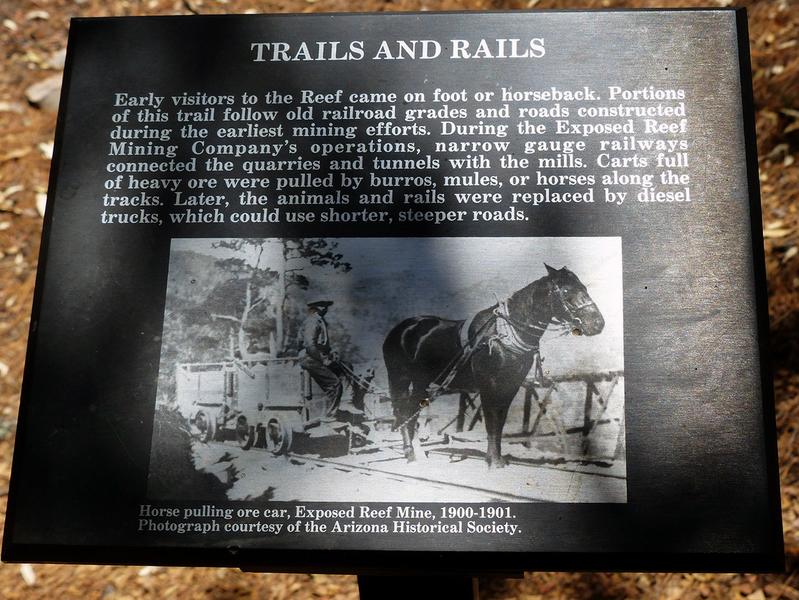 TRAILS AND RAILS
Early visitors to the Reef came on foot or horseback. Portions
of this trail follow old railroad grades and roads constructed
during the earliest mining efforts. During the Exposed Reef
Mining Company's operations, narrow gauge railways
connected the quarries and tunnels with the mills. Carts full
of heavy ore were pulled by burros, mules, or horses along the
tracks. Later, the animals and rails were replaced by diesel
trucks, which could use shorter, steeper roads.
Horse pulling ore car, Exposed Reef Mine, 1900-1901.
Photograph courtesy of the Arizona Historical Society.